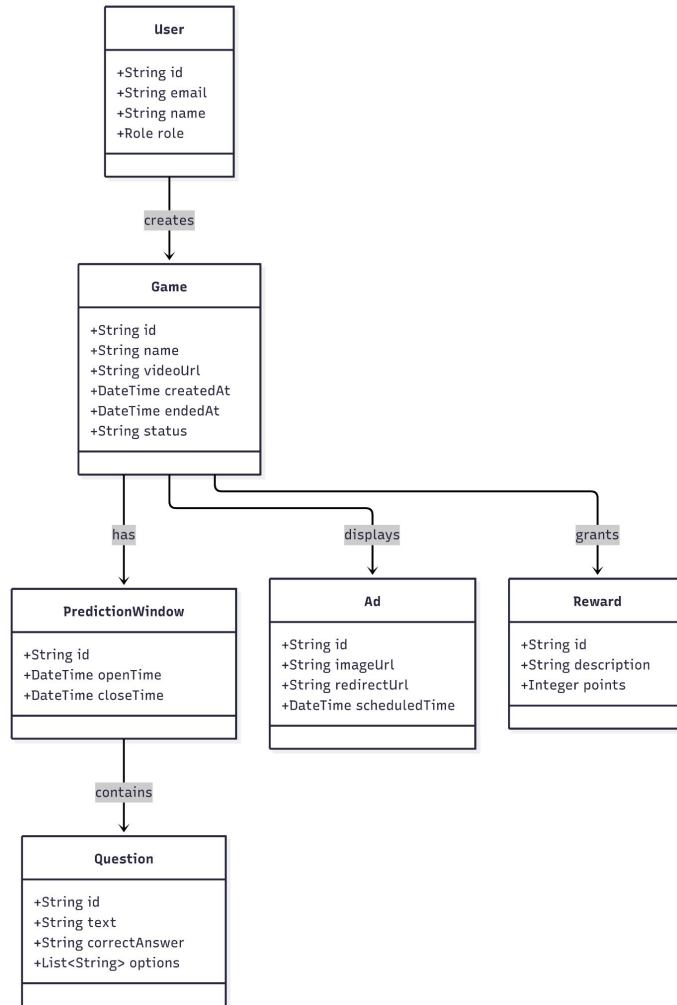 User
+String id
+String email
+String name
+Role role
creates
Game
+String id
+String name
+String videoUrl
+DateTime createdAt
+DateTime endedAt
+String status
has
displays
grants
PredictionWindow
+String id
+DateTime openTime
+DateTime closeTime
Ad
+String id
+String imageUrl
+String redirectUrl
+DateTime scheduledTime
Reward
+String id
+String description
+Integer points
contains
Question
+String id
+String text
+String correctAnswer
+List<String> options